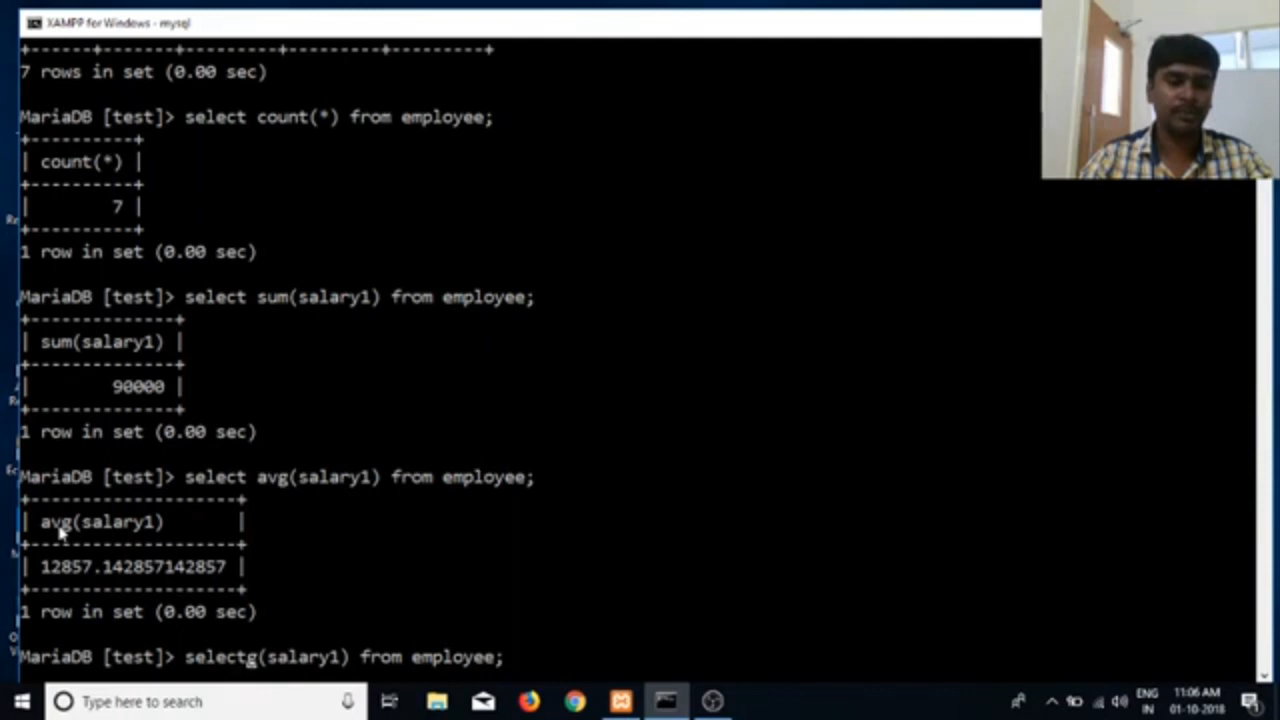 XAMPP for Windows - mysql
+------+-------+---------+---------+---------+
7 rows in set (0.00 sec)
MariaDB [test]> select count(*) from employee;
+----------+
| count(*) |
+----------+
|        7 |
+----------+
1 row in set (0.00 sec)
MariaDB [test]> select sum(salary1) from employee;
+--------------+
| sum(salary1) |
+--------------+
|        90000 |
+--------------+
1 row in set (0.00 sec)
MariaDB [test]> select avg(salary1) from employee;
+--------------------+
| avg(salary1)       |
+--------------------+
| 12857.142857142857 |
+--------------------+
1 row in set (0.00 sec)
MariaDB [test]> selectg(salary1) from employee;
Type here to search
ENG
IN
11:06 AM
01-10-2018